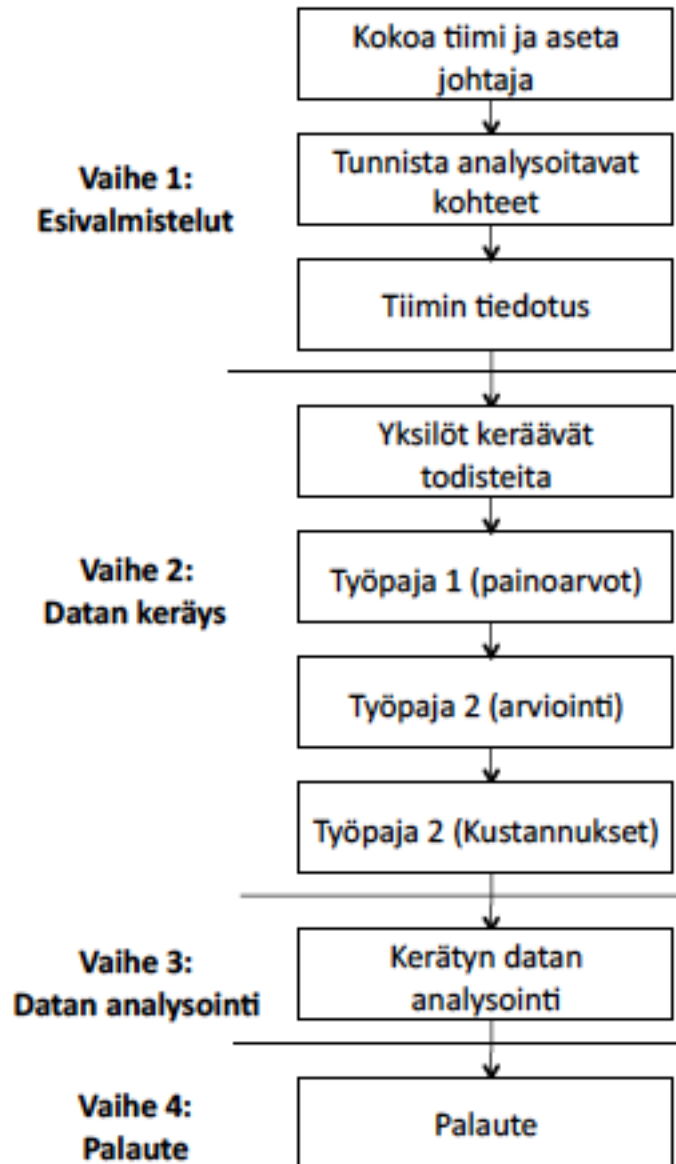 Kokoa tiimi ja aseta
johtaja
Vaihe 1:
Esivalmistelut
Tunnista analysoitavat
kohteet
Tiimin tiedotus
Yksilöt keräävät
todisteita
Vaihe 2:
Datan keräys
Työpaja 1 (painoarvot)
Työpaja 2 (arviointi)
Työpaja 2 (Kustannukset)
Vaihe 3:
Datan analysointi
Kerätyn datan
analysointi
Vaihe 4:
Palaute
Palaute